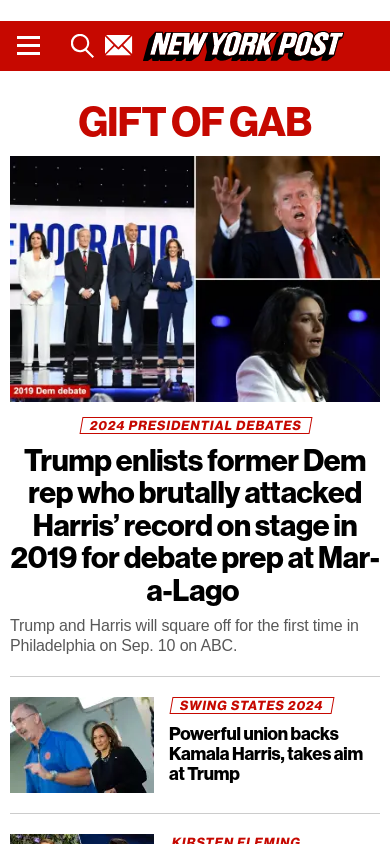 NEW YORK POST
GIFT OF GAB
DEMOCRATIC
2019 Dem debate
2024 PRESIDENTIAL DEBATES
Trump enlists former Dem
rep who brutally attacked
Harris’ record on stage in
2019 for debate prep at Mar-
a-Lago
Trump and Harris will square off for the first time in
Philadelphia on Sep. 10 on ABC.
SWING STATES 2024
Powerful union backs
Kamala Harris, takes aim
at Trump
KIRSTEN FLEMING